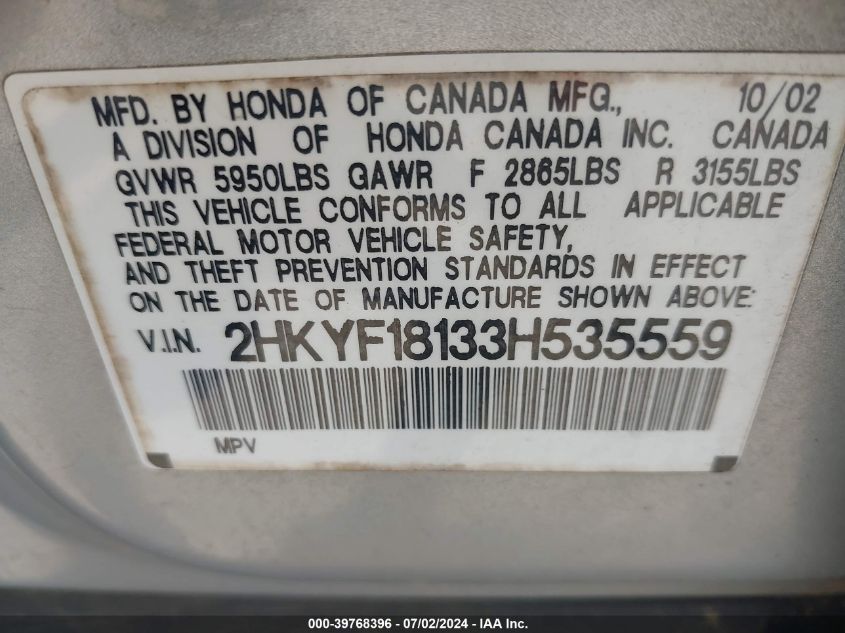 MFD. BY HONDA OF CANADA MFG., 10/02
A DIVISION OF HONDA CANADA INC. CANADA
GVWR 5950LBS GAWR F 2865LBS R 3155LBS
THIS VEHICLE CONFORMS TO ALL APPLICABLE
FEDERAL MOTOR VEHICLE SAFETY,
AND THEFT PREVENTION STANDARDS IN EFFECT
ON THE DATE OF MANUFACTURE SHOWN ABOVE:
V.I.N. 2HKYF18133H535559
MPV
000-39768396 - 07/02/2024 - IAA Inc.